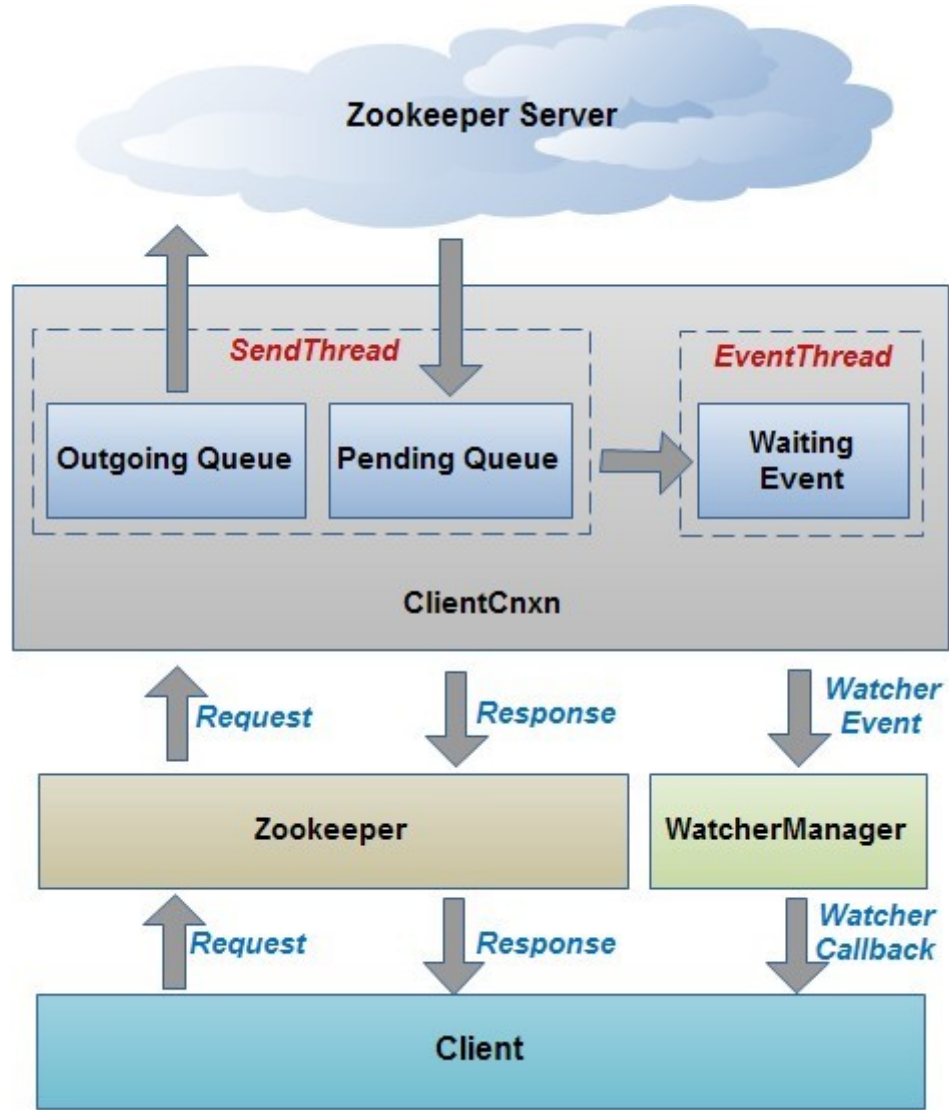 Zookeeper Server
SendThread
EventThread
Outgoing Queue
Pending Queue
Waiting
Event
ClientCnxn
Request
Response
Watcher
Event
Zookeeper
WatcherManager
Request
Response
Watcher
Callback
Client